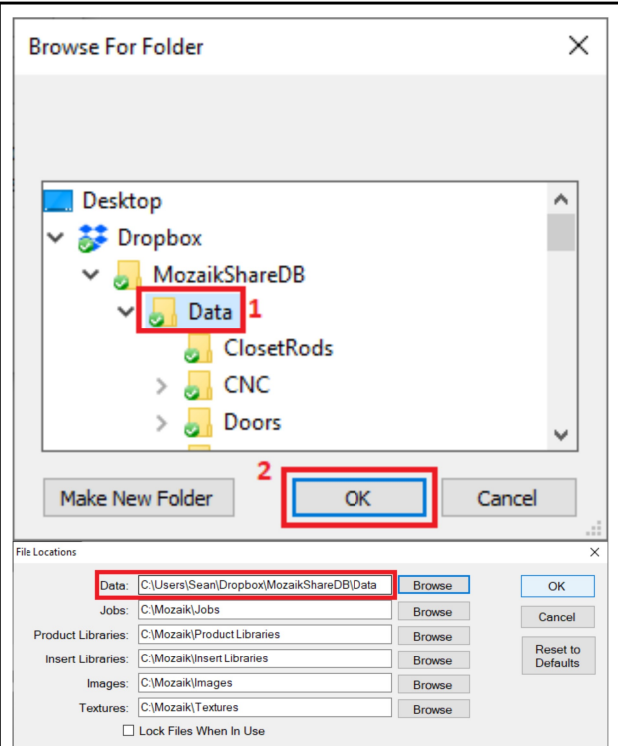 Browse For Folder
Desktop
Dropbox
MozaikShareDB
Data 1
ClosetRods
CNC
Doors
2
Make New Folder OK Cancel
File Locations
Data: C:\Users\Sean\Dropbox\MozaikShareDB\Data Browse OK
Jobs: C:\Mozaik\Jobs Browse Cancel
Product Libraries: C:\Mozaik\Product Libraries Browse
Insert Libraries: C:\Mozaik\Insert Libraries Browse Reset to Defaults
Images: C:\Mozaik\Images Browse
Textures: C:\Mozaik\Textures Browse
Lock Files When In Use